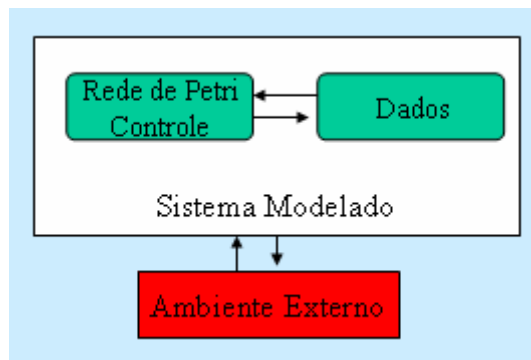 Rede de Petri
Controle
Dados
Sistema Modelado
Ambiente Externo